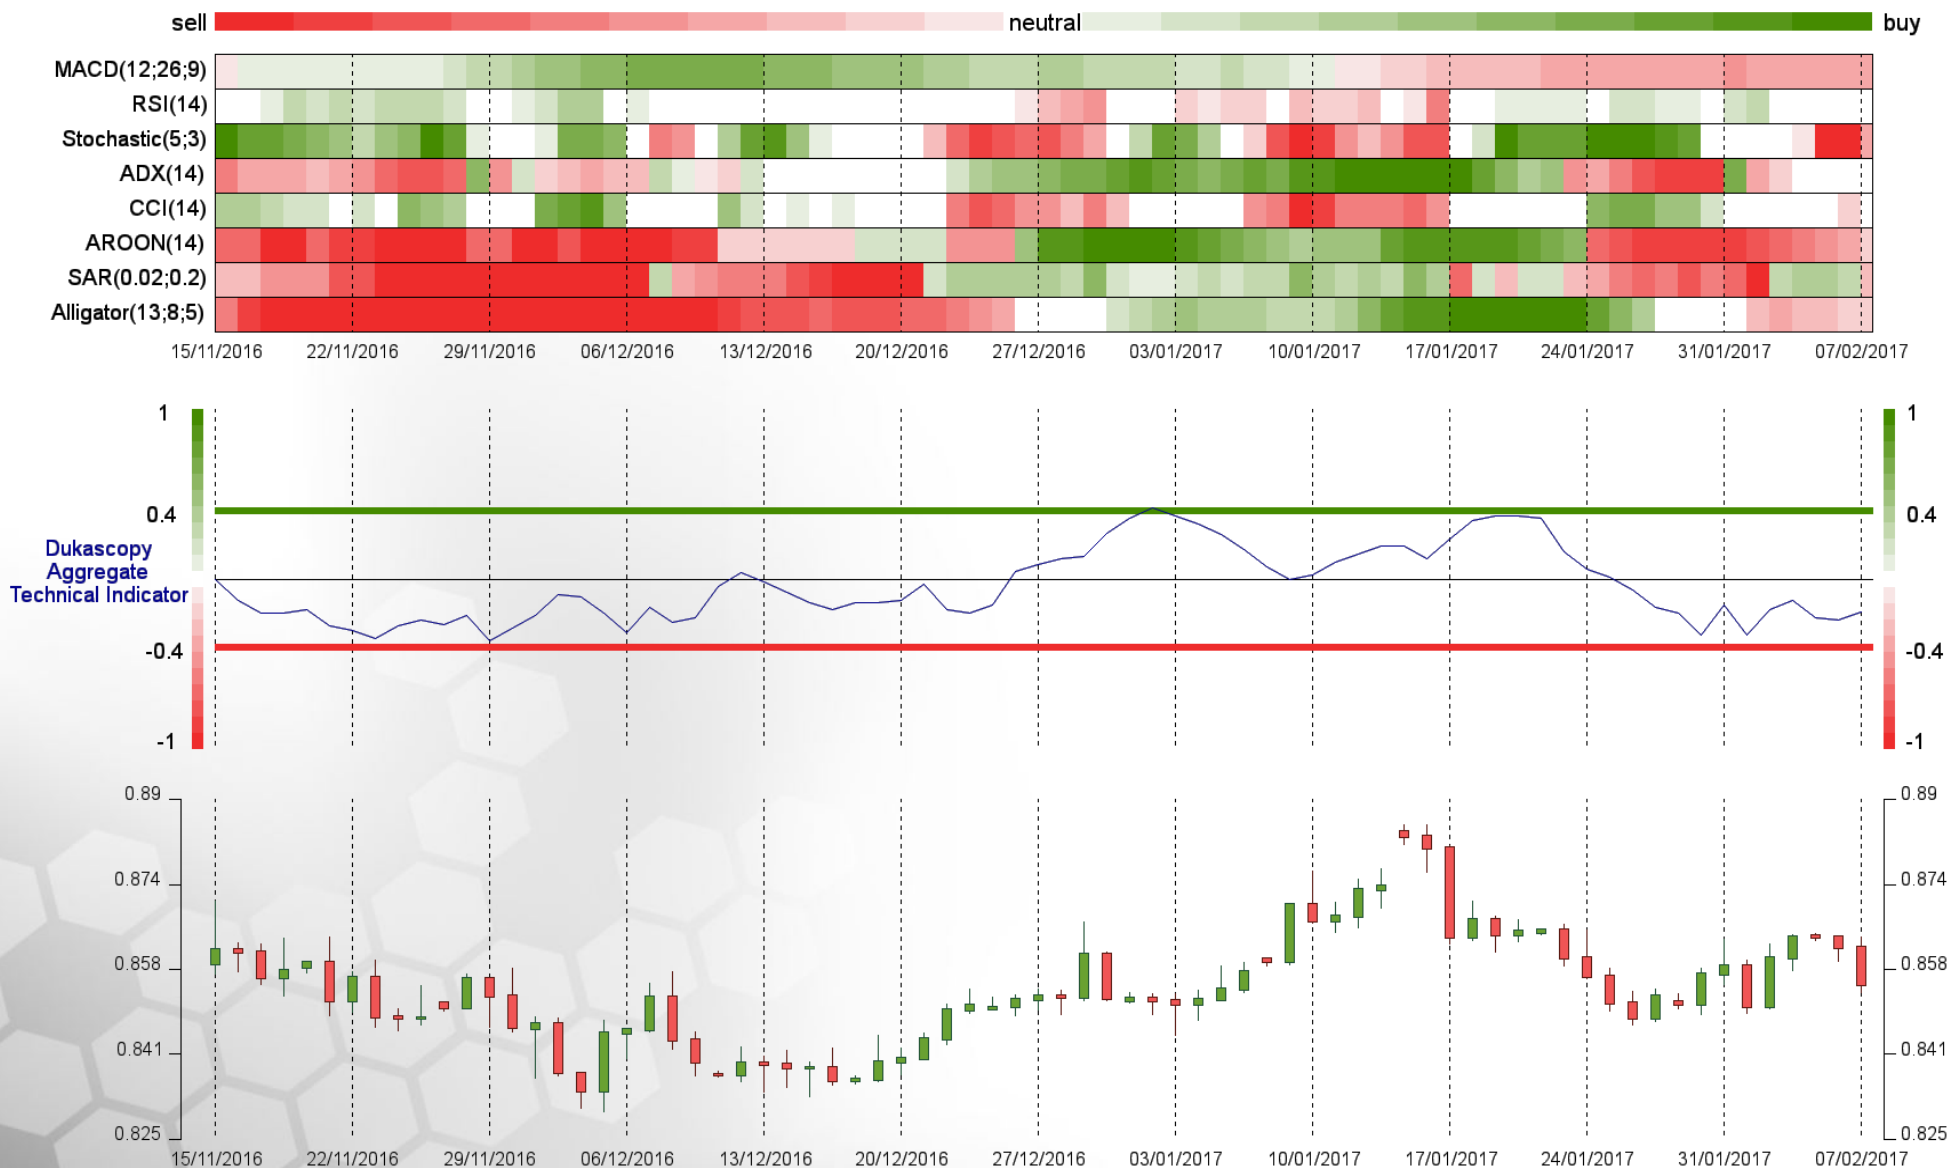 sell neutral buy
MACD(12;26;9)
RSI(14)
Stochastic(5;3)
ADX(14)
CCI(14)
AROON(14)
SAR(0.02;0.2)
Alligator(13;8;5)
15/11/2016 22/11/2016 29/11/2016 06/12/2016 13/12/2016 20/12/2016 27/12/2016 03/01/2017 10/01/2017 17/01/2017 24/01/2017 31/01/2017 07/02/2017
1 1
0.4 0.4
Dukascopy
Aggregate
Technical Indicator
-0.4 -0.4
-1 -1
0.89 0.89
0.874 0.874
0.858 0.858
0.841 0.841
0.825 0.825
15/11/2016 22/11/2016 29/11/2016 06/12/2016 13/12/2016 20/12/2016 27/12/2016 03/01/2017 10/01/2017 17/01/2017 24/01/2017 31/01/2017 07/02/2017